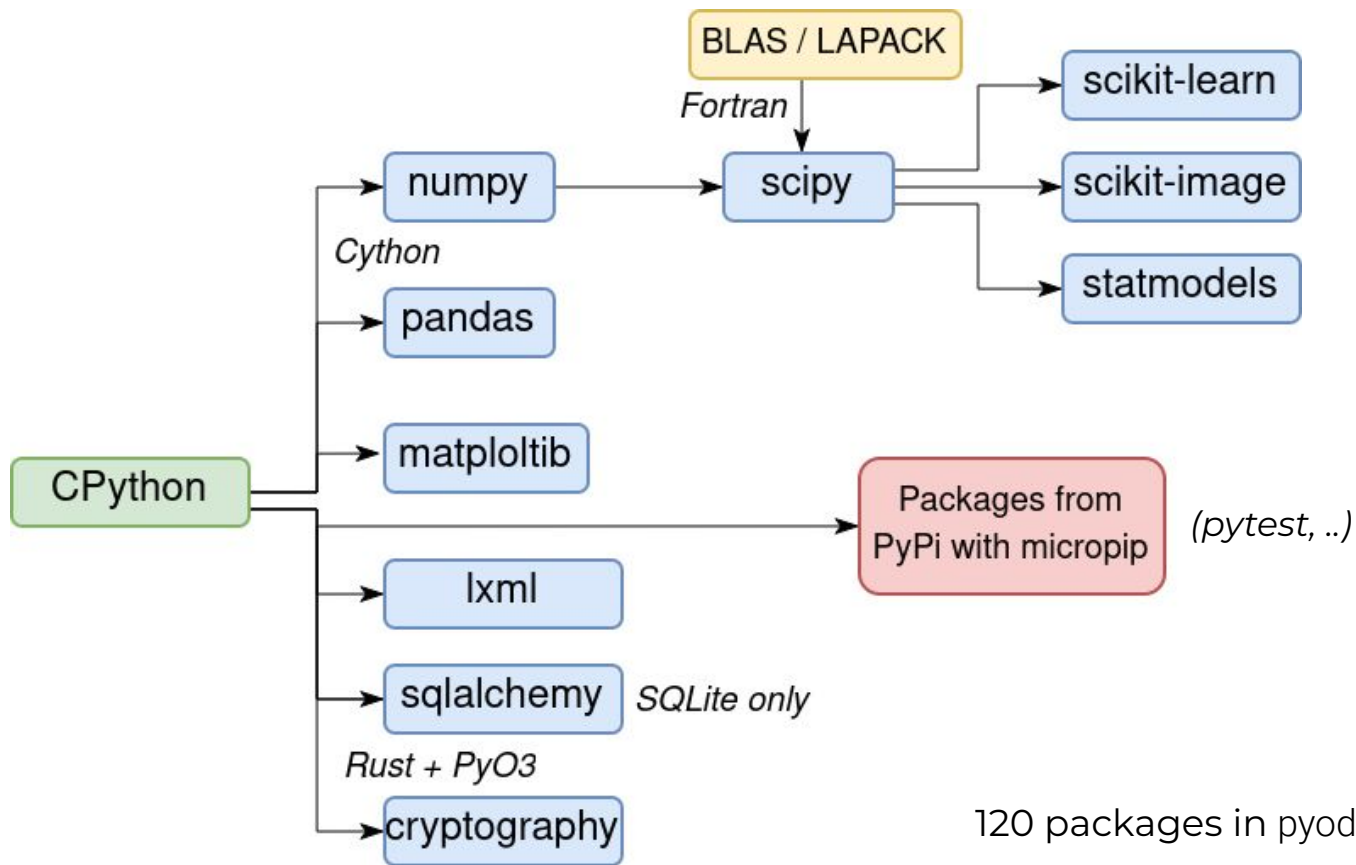 BLAS / LAPACK
Fortran
scikit-learn
numpy
scipy
scikit-image
Cython
statmodels
pandas
matploltib
CPython
Packages from
PyPi with micropip
(pytest, ..)
lxml
sqlalchemy
SQLite only
Rust + PyO3
cryptography
120 packages in pyod